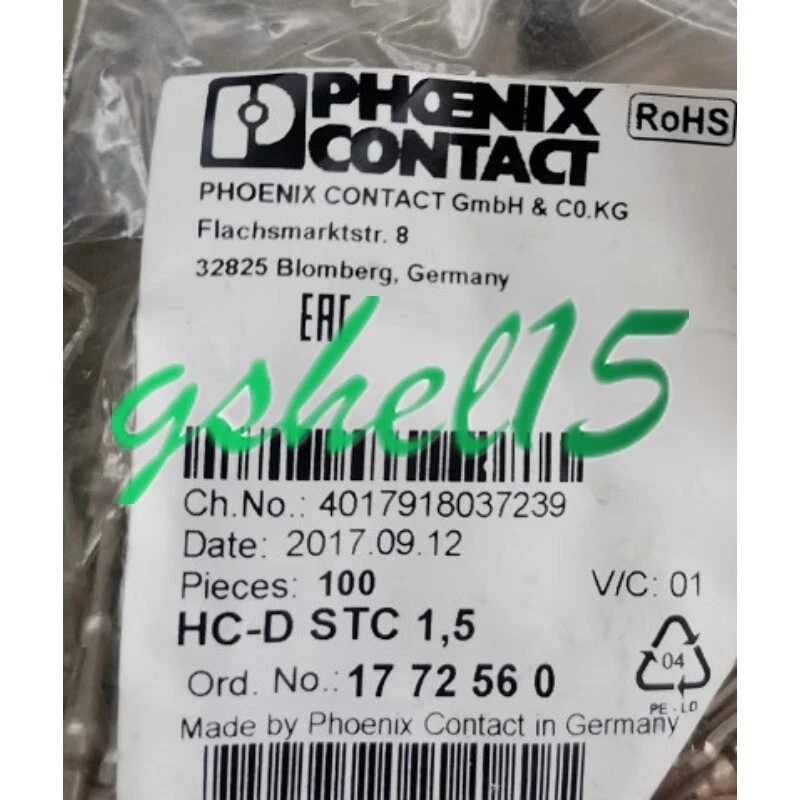 PHŒNIX
CONTACT
RoHS
PHOENIX CONTACT GmbH & C0.KG
Flachsmarktstr. 8
32825 Blomberg, Germany
EAC
gshel15
Ch.No.: 4017918037239
Date: 2017.09.12
Pieces: 100 V/C: 01
HC-D STC 1,5
04
Ord. No.: 17 72 56 0
PE-LD
Made by Phoenix Contact in Germany